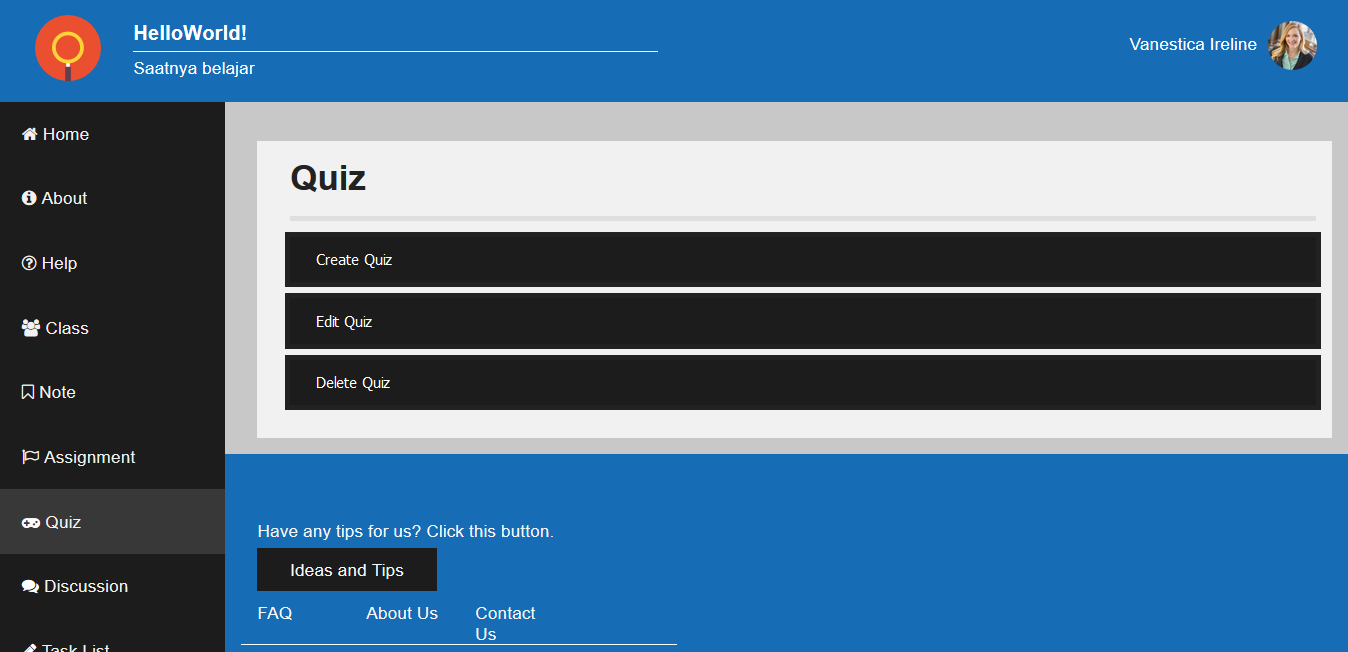 HelloWorld!
Saatnya belajar
Vanestica Ireline
Home
About
Help
Class
Note
Assignment
Quiz
Discussion
Task List
Quiz
Create Quiz
Edit Quiz
Delete Quiz
Have any tips for us? Click this button.
Ideas and Tips
FAQ
About Us
Contact
Us